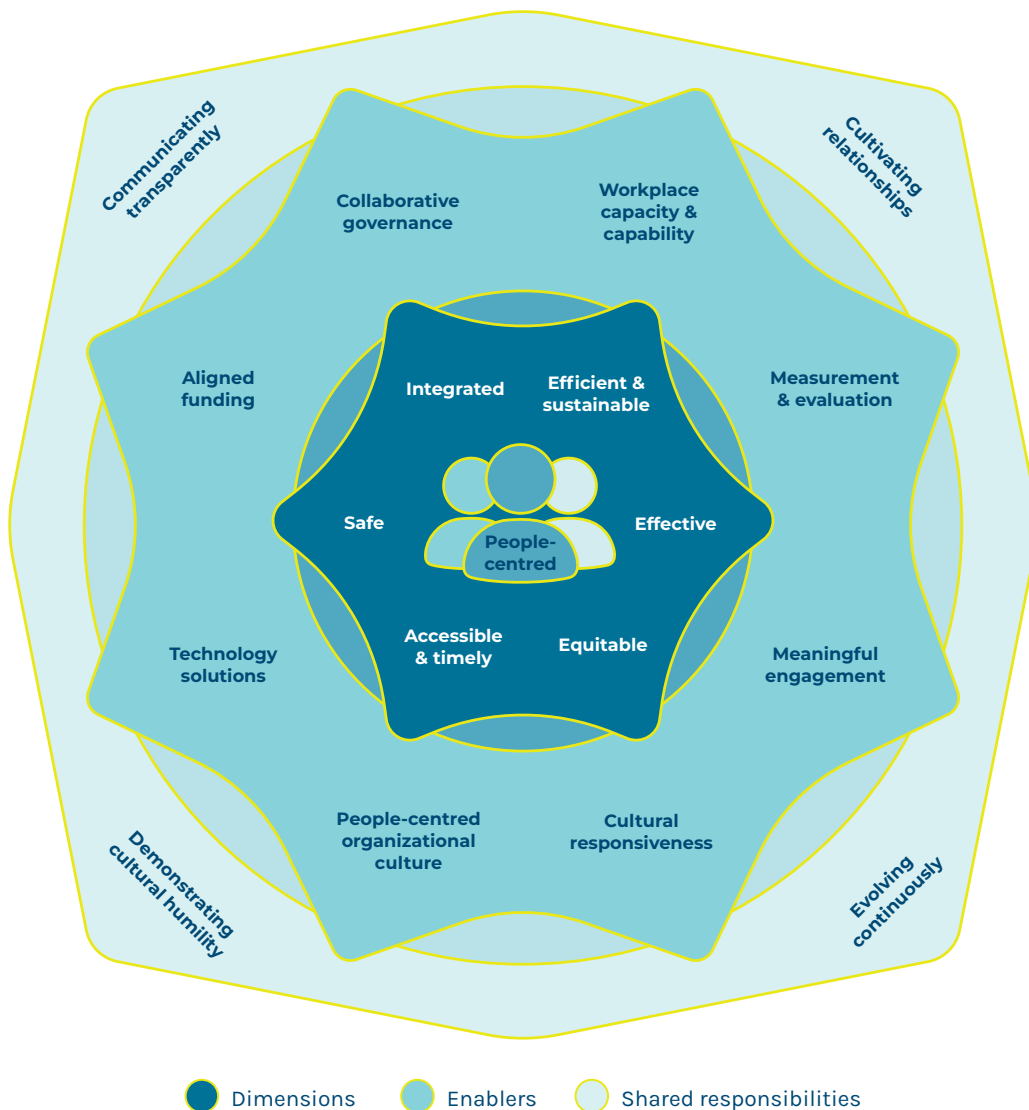 Communicating
transparently
Cultivating
relationships
Collaborative
governance
Workplace
capacity &
capability
Aligned
funding
Measurement
& evaluation
Integrated
Efficient &
sustainable
Safe
People-
centred
Effective
Accessible
& timely
Equitable
Technology
solutions
Meaningful
engagement
People-centred
organizational
culture
Cultural
responsiveness
Demonstrating
cultural humility
Evolving
continuously
Dimensions
Enablers
Shared responsibilities